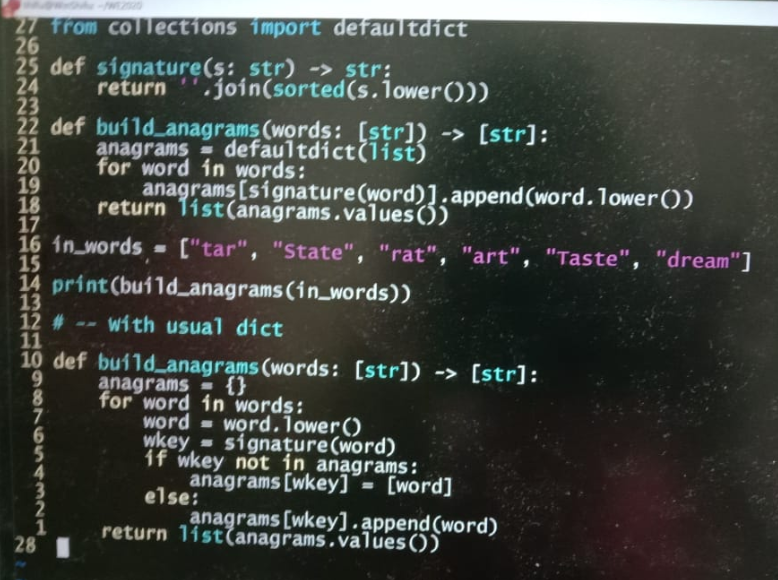 ~/WE2020
27 from collections import defaultdict
26
25 def signature(s: str) -> str:
24     return ''.join(sorted(s.lower()))
23
22 def build_anagrams(words: [str]) -> [str]:
21     anagrams = defaultdict(list)
20     for word in words:
19         anagrams[signature(word)].append(word.lower())
18     return list(anagrams.values())
17
16 in_words = ["tar", "State", "rat", "art", "Taste", "dream"]
15
14 print(build_anagrams(in_words))
13
12 # -- With usual dict
11
10 def build_anagrams(words: [str]) -> [str]:
9     anagrams = {}
8     for word in words:
7         word = word.lower()
6         wkey = signature(word)
5         if wkey not in anagrams:
4             anagrams[wkey] = [word]
3         else:
2             anagrams[wkey].append(word)
1     return list(anagrams.values())
28
~